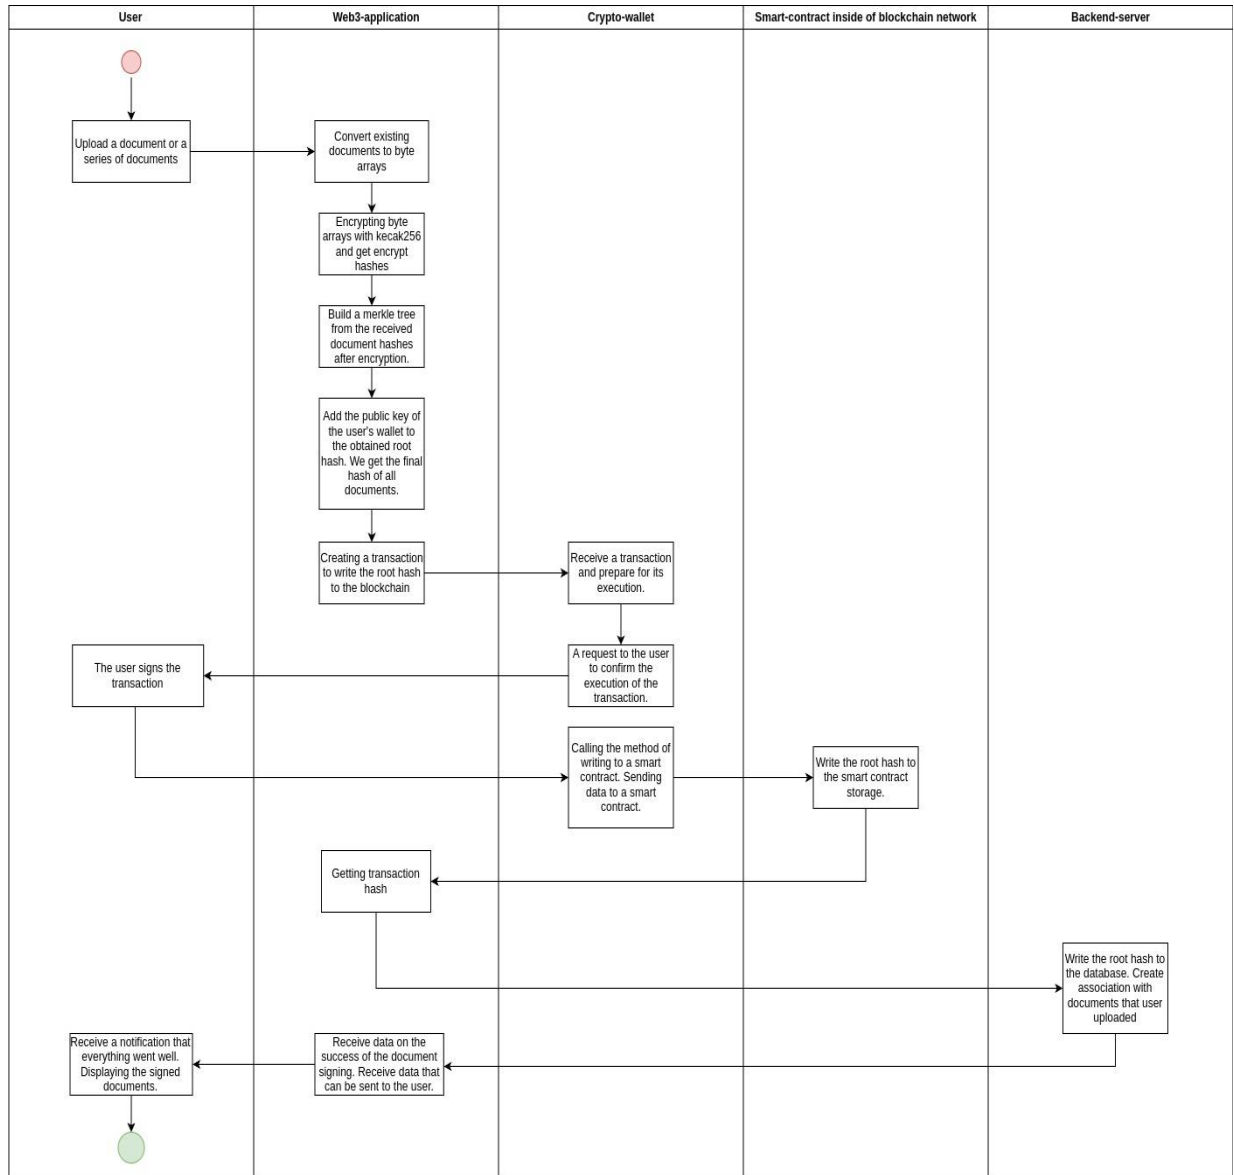 User
Web3-application
Crypto-wallet
Smart-contract inside of blockchain network
Backend-server
Upload a document or a
series of documents
Convert existing
documents to byte
arrays
Encrypting byte
arrays with kecak256
and get encrypt
hashes
Build a merkle tree
from the received
document hashes
after encryption.
Add the public key of
the user's wallet to
the obtained root
hash. We get the final
hash of all
documents.
Creating a transaction
to write the root hash
to the blockchain
Receive a transaction
and prepare for its
execution.
A request to the user
to confirm the
execution of the
transaction.
The user signs the
transaction
Calling the method of
writing to a smart
contract. Sending
data to a smart
contract.
Write the root hash to
the smart contract
storage.
Getting transaction
hash
Write the root hash to
the database. Create
association with
documents that user
uploaded
Receive data on the
success of the document
signing. Receive data that
can be sent to the user.
Receive a notification that
everything went well.
Displaying the signed
documents.